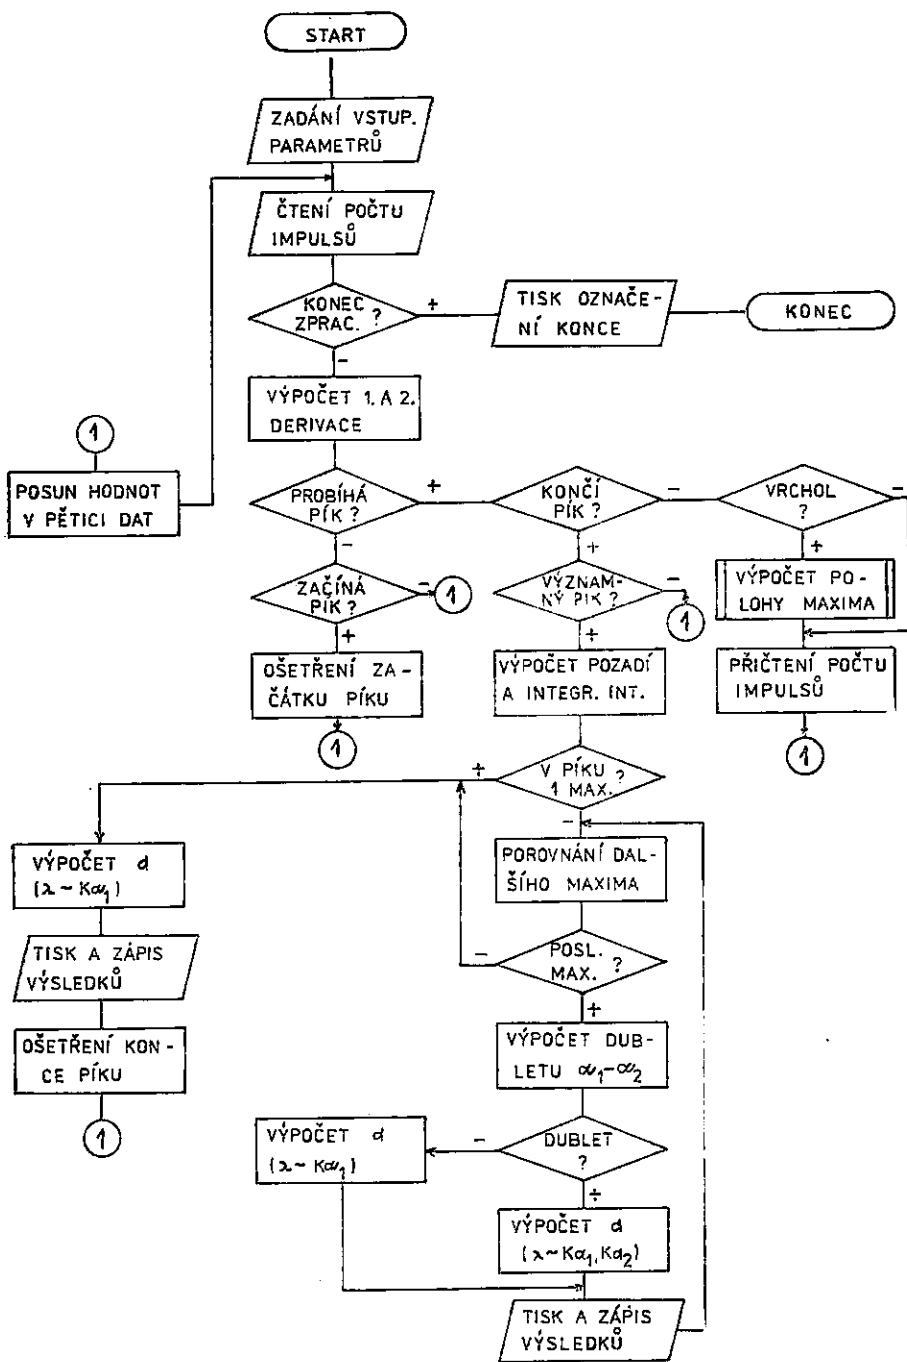 START
ZADÁNÍ VSTUP.
PARAMETRŮ
ČTENÍ POČTU
IMPULSŮ
KONEC
ZPRAC. ?
+
TISK OZNAČE-
NÍ KONCE
KONEC
-
VÝPOČET 1. A 2.
DERIVACE
1
POSUN HODNOT
V PĚTICI DAT
PROBÍHÁ
PÍK ?
+
KONČÍ
PÍK ?
-
VRCHOL
?
-
-
+
+
ZAČÍNÁ
PÍK ?
-
1
VÝZNAM-
NÝ PÍK ?
-
1
VÝPOČET PO-
LOHY MAXIMA
+
+
OŠETŘENÍ ZA-
ČÁTKU PÍKU
1
VÝPOČET POZADÍ
A INTEGR. INT.
PŘIČTENÍ POČTU
IMPULSŮ
1
V PÍKU ?
1 MAX.
+
-
VÝPOČET d
(λ ~ Kα₁)
POROVNÁNÍ DAL-
ŠÍHO MAXIMA
TISK A ZÁPIS
VÝSLEDKŮ
POSL. ?
MAX.
-
+
OŠETŘENÍ KON-
CE PÍKU
1
VÝPOČET DUB-
LETU α₁-α₂
DUBLET
?
-
VÝPOČET d
(λ ~ Kα₁)
+
VÝPOČET d
(λ ~ Kα₁, Kα₂)
TISK A ZÁPIS
VÝSLEDKŮ